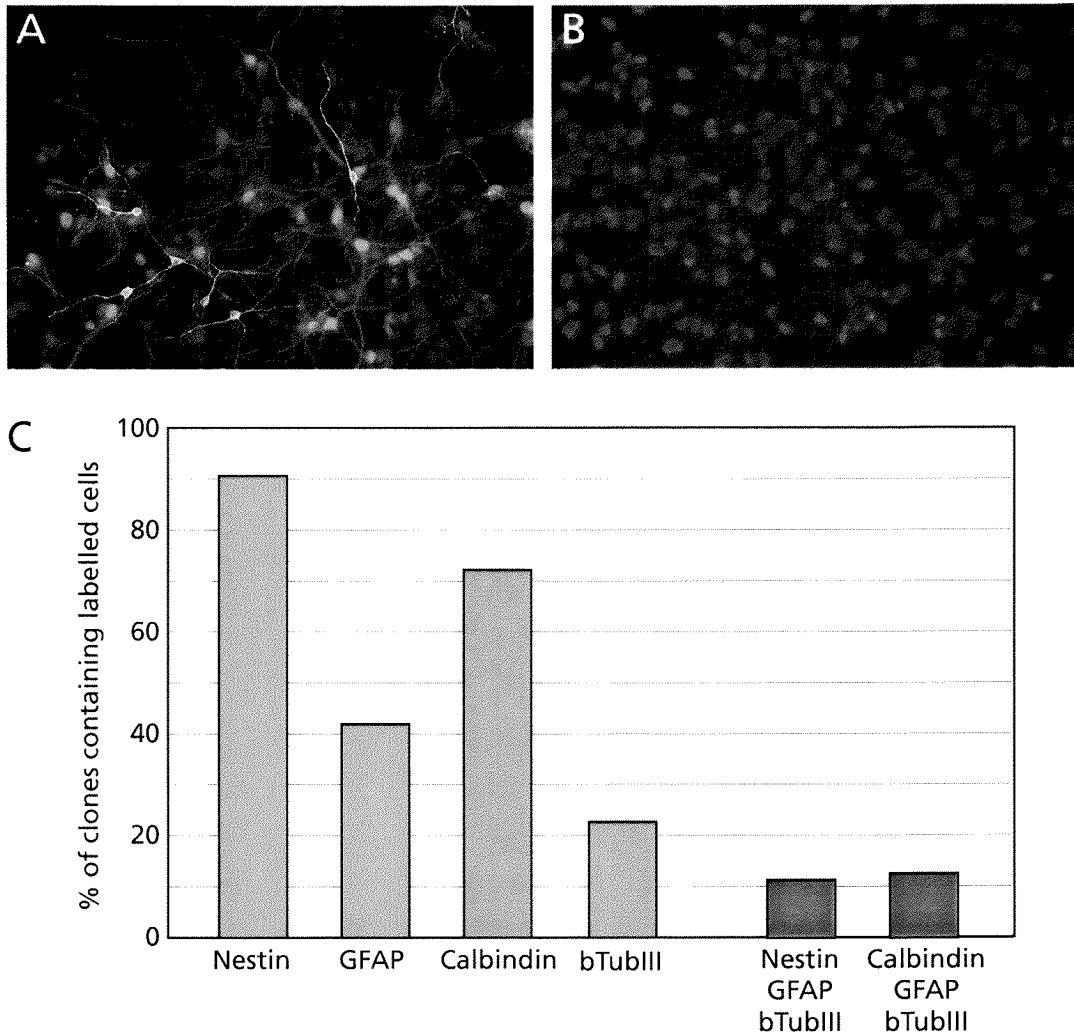 A
B
C
% of clones containing labelled cells
100
80
60
40
20
0
Nestin
GFAP
Calbindin
bTubIII
Nestin
GFAP
bTubIII
Calbindin
GFAP
bTubIII